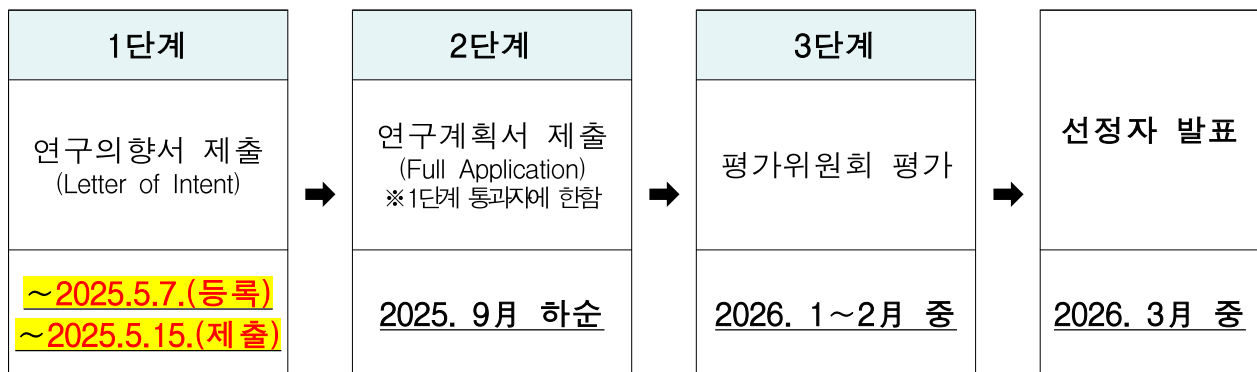 1단계
연구의향서 제출
(Letter of Intent)
~2025.5.7.(등록)
~2025.5.15.(제출)
➡
2단계
연구계획서 제출
(Full Application)
※1단계 통과자에 한함
2025. 9月 하순
➡
3단계
평가위원회 평가
2026. 1~2月 중
➡
선정자 발표
2026. 3月 중